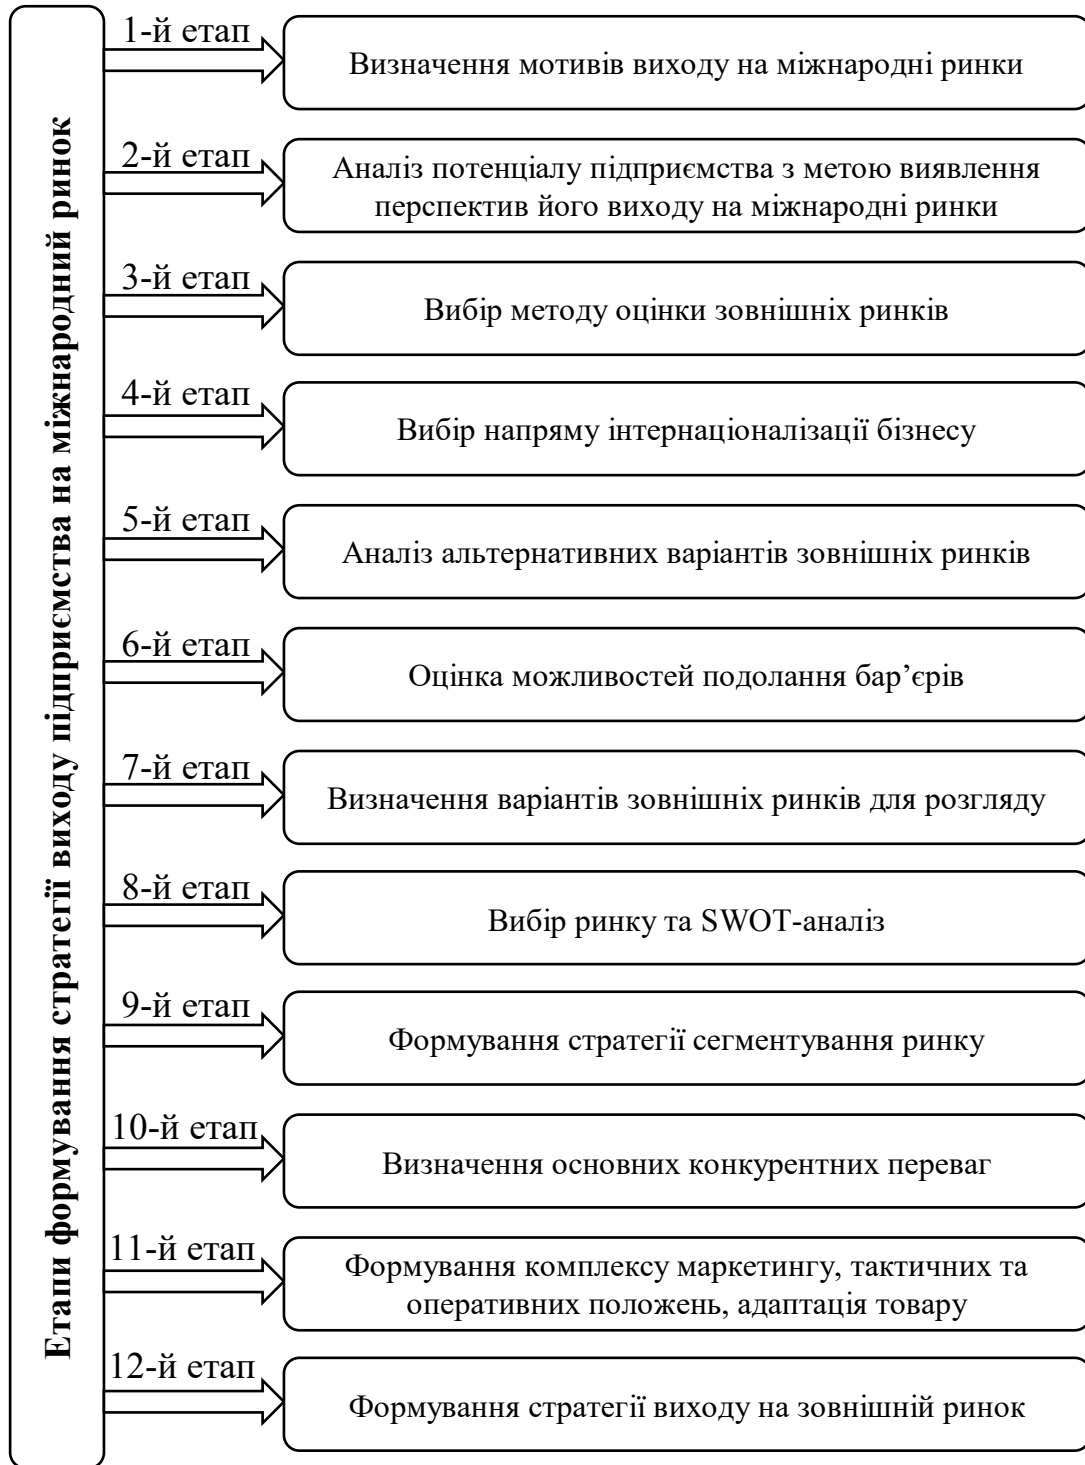 Етапи формування стратегії виходу підприємства на міжнародний ринок
1-й етап
Визначення мотивів виходу на міжнародні ринки
2-й етап
Аналіз потенціалу підприємства з метою виявлення
перспектив його виходу на міжнародні ринки
3-й етап
Вибір методу оцінки зовнішніх ринків
4-й етап
Вибір напряму інтернаціоналізації бізнесу
5-й етап
Аналіз альтернативних варіантів зовнішніх ринків
6-й етап
Оцінка можливостей подолання бар’єрів
7-й етап
Визначення варіантів зовнішніх ринків для розгляду
8-й етап
Вибір ринку та SWOT-аналіз
9-й етап
Формування стратегії сегментування ринку
10-й етап
Визначення основних конкурентних переваг
11-й етап
Формування комплексу маркетингу, тактичних та
оперативних положень, адаптація товару
12-й етап
Формування стратегії виходу на зовнішній ринок